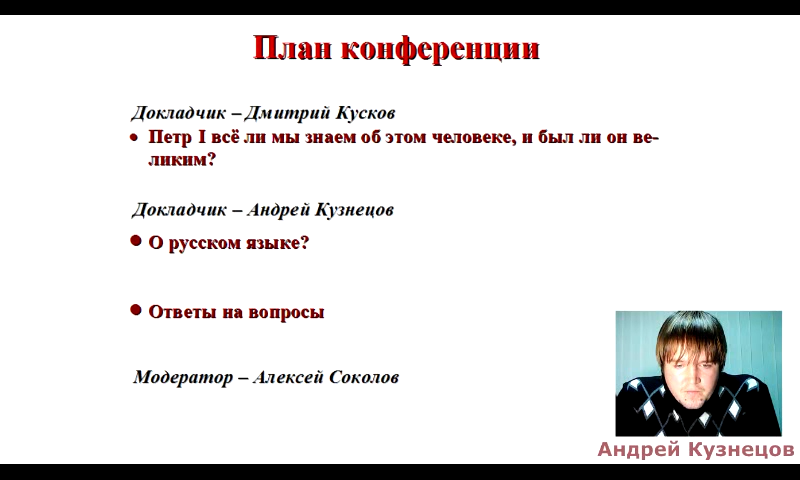 План конференции
Докладчик – Дмитрий Кусков
• Петр I всё ли мы знаем об этом человеке, и был ли он ве-
ликим?
Докладчик – Андрей Кузнецов
• О русском языке?
• Ответы на вопросы
Модератор – Алексей Соколов
Андрей Кузнецов